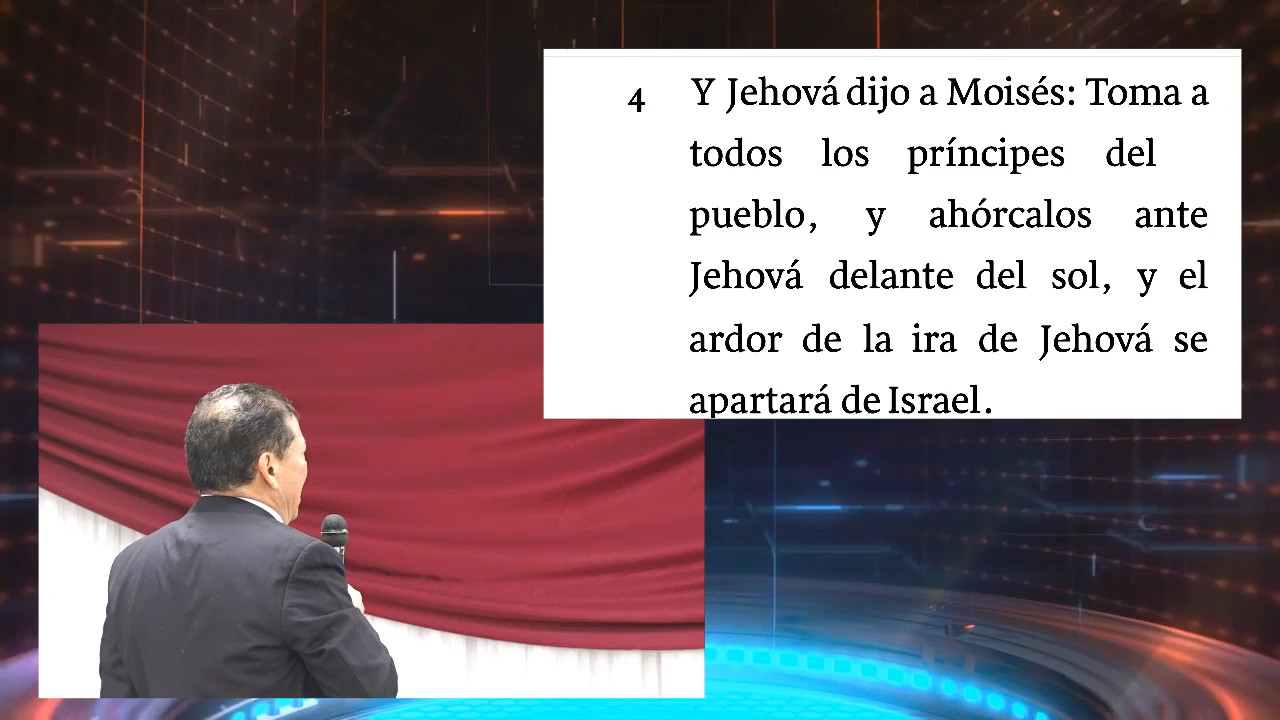 4 Y Jehová dijo a Moisés: Toma a
todos los príncipes del
pueblo, y ahórcalos ante
Jehová delante del sol, y el
ardor de la ira de Jehová se
apartará de Israel.